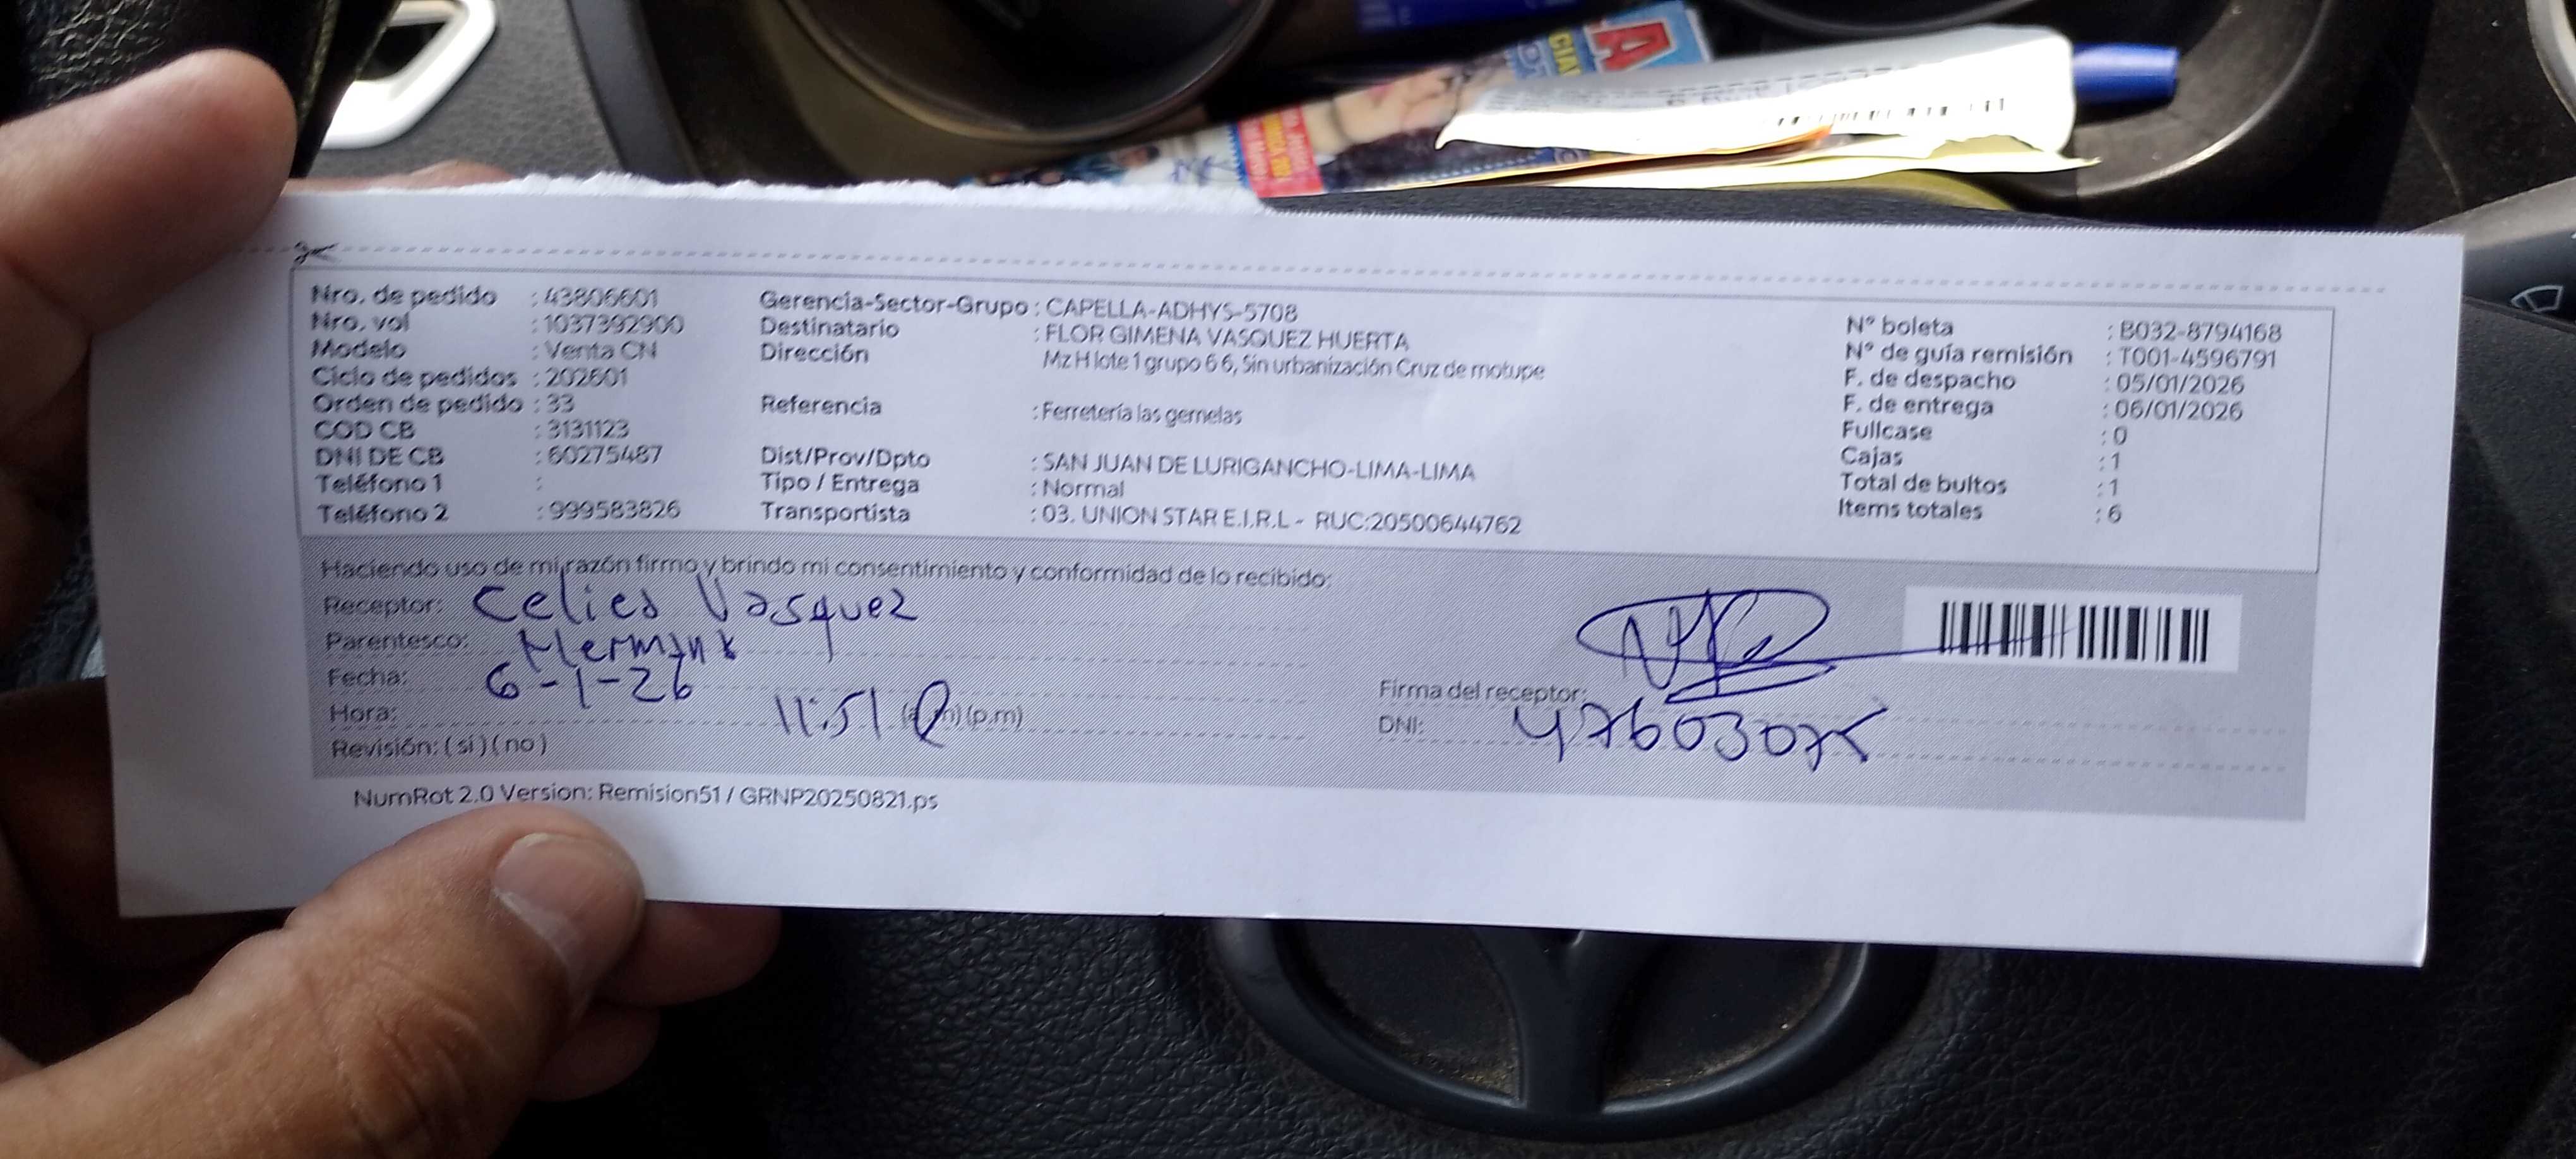 Nro. de pedido : 43806601
Nro. vol : 1037392900
Modelo : Venta CN
Ciclo de pedidos : 202601
Orden de pedido : 33
COD CB : 3131123
DNI DE CB : 60275487
Teléfono 1 :
Teléfono 2 : 999583826
Gerencia-Sector-Grupo : CAPELLA-ADHYS-5708
Destinatario : FLOR GIMENA VASQUEZ HUERTA
Dirección Mz H lote 1 grupo 6 6, Sin urbanización Cruz de motupe
Referencia : Ferretería las gemelas
Dist/Prov/Dpto : SAN JUAN DE LURIGANCHO-LIMA-LIMA
Tipo / Entrega : Normal
Transportista : 03. UNION STAR E.I.R.L - RUC:20500644762
N° boleta : B032-8794168
N° de guía remisión : T001-4596791
F. de despacho : 05/01/2026
F. de entrega : 06/01/2026
Fullcase : 0
Cajas : 1
Total de bultos : 1
Items totales : 6
Haciendo uso de mi razón firmo y brindo mi consentimiento y conformidad de lo recibido:
Receptor: Celies Vasquez
Parentesco: Hermana
Fecha: 6-1-26
Hora: 11:51 (a.m) (p.m)
Revisión: (si) (no)
Firma del receptor:
DNI: 47603075
NumRot 2.0 Version: Remision51 / GRNP20250821.ps